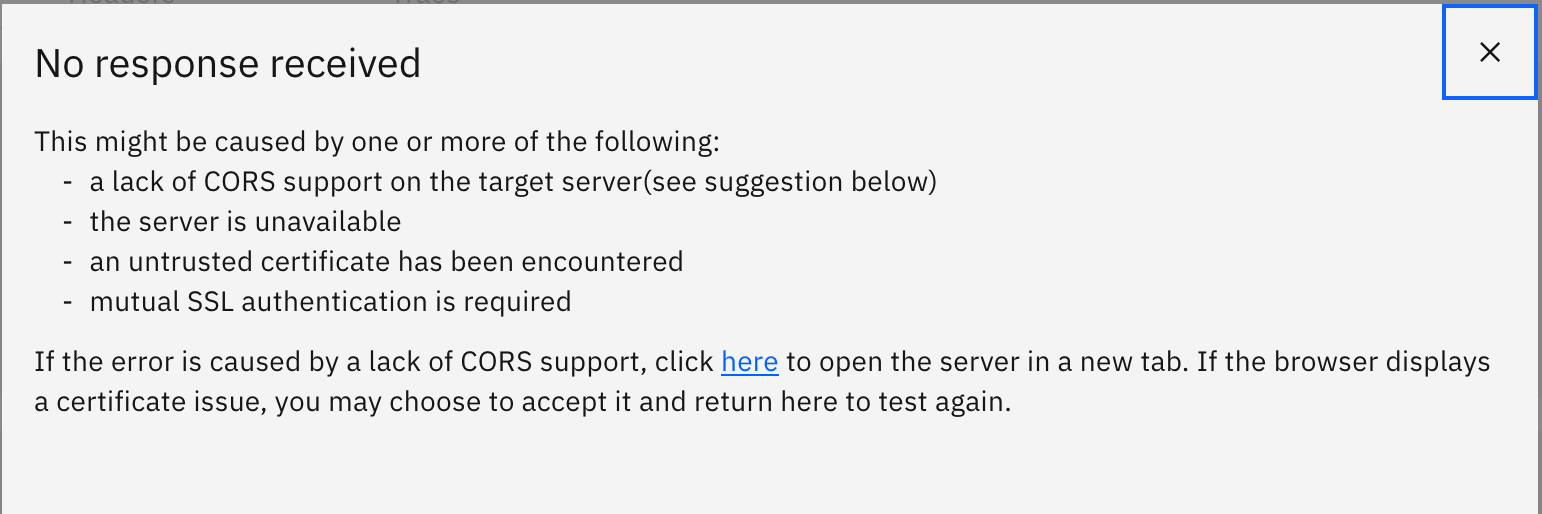 Headers Trace
No response received
This might be caused by one or more of the following:
- a lack of CORS support on the target server(see suggestion below)
- the server is unavailable
- an untrusted certificate has been encountered
- mutual SSL authentication is required
If the error is caused by a lack of CORS support, click here to open the server in a new tab. If the browser displays
a certificate issue, you may choose to accept it and return here to test again.